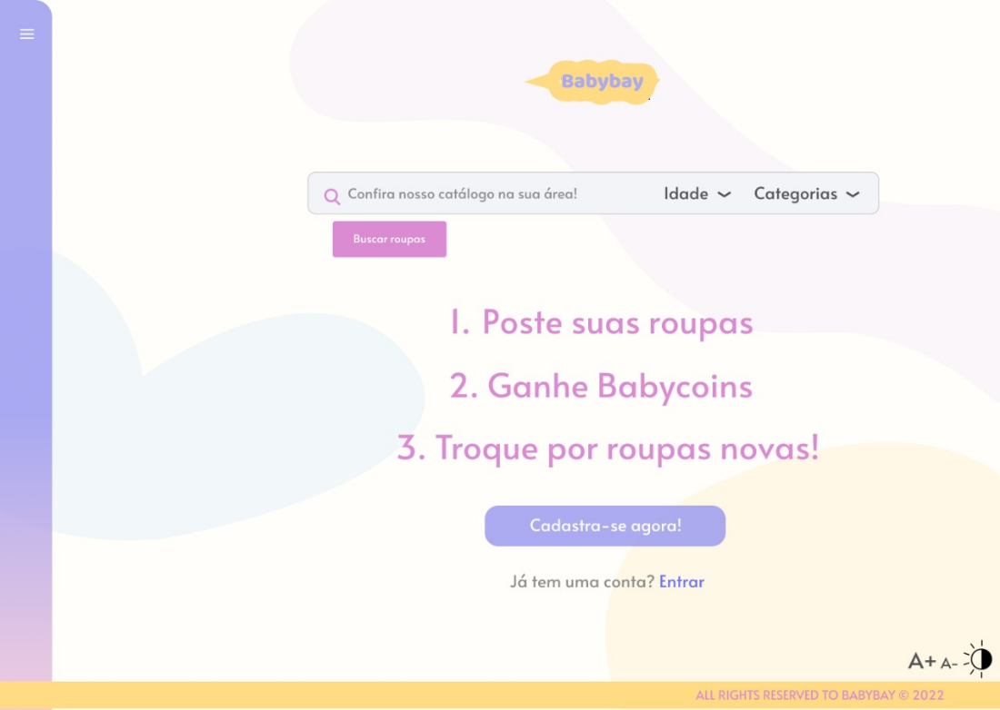 Babybay
Confira nosso catálogo na sua área! Idade Categorias
Buscar roupas
1. Poste suas roupas
2. Ganhe Babycoins
3. Troque por roupas novas!
Cadastra-se agora!
Já tem uma conta? Entrar
A+ A-
ALL RIGHTS RESERVED TO BABYBAY © 2022